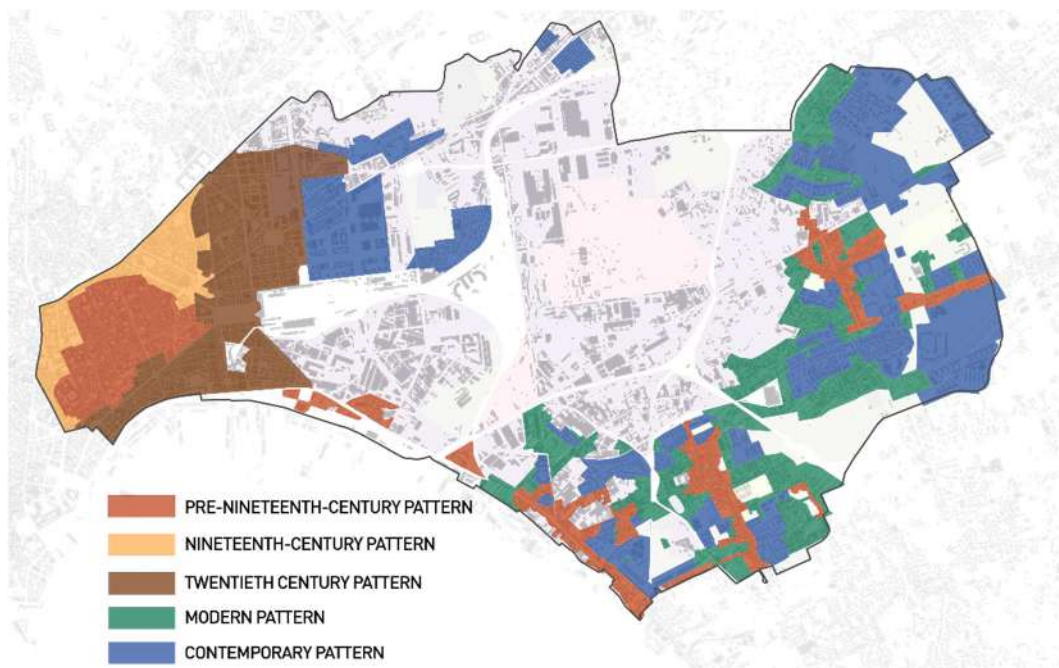 PRE-NINETEENTH-CENTURY PATTERN
NINETEENTH-CENTURY PATTERN
TWENTIETH CENTURY PATTERN
MODERN PATTERN
CONTEMPORARY PATTERN